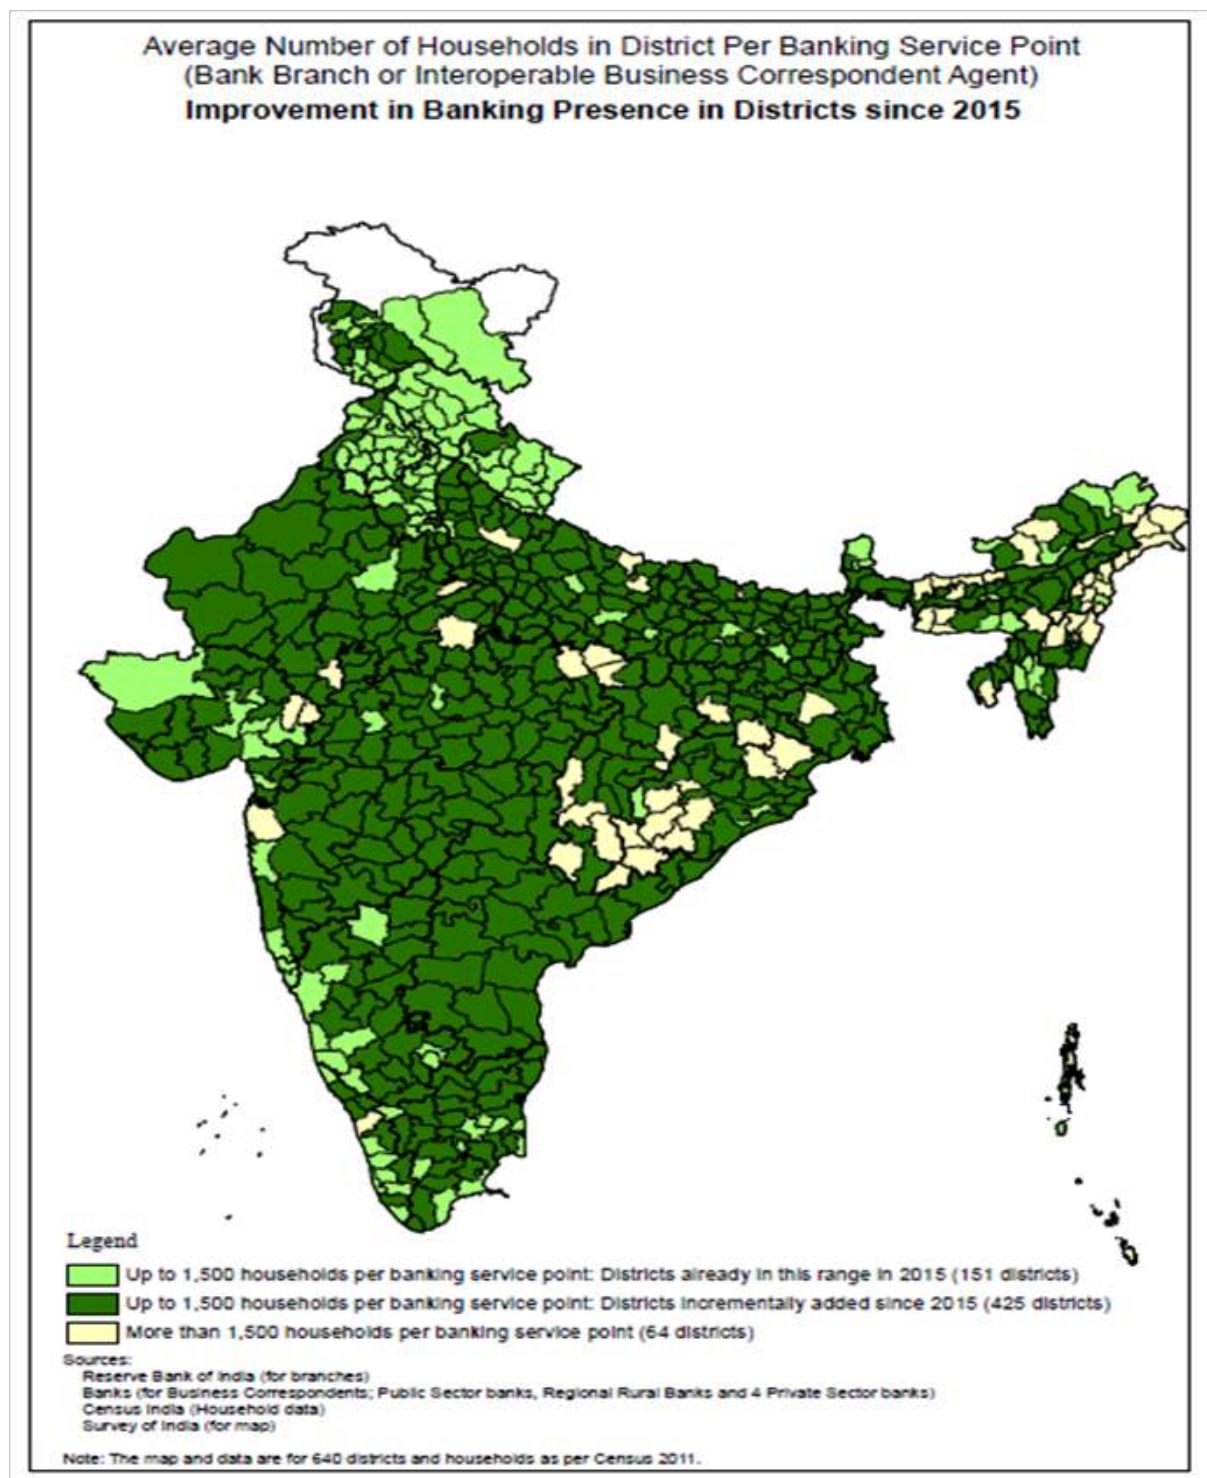 Average Number of Households in District Per Banking Service Point
(Bank Branch or Interoperable Business Correspondent Agent)
Improvement in Banking Presence in Districts since 2015
Legend
Up to 1,500 households per banking service point: Districts already in this range in 2015 (151 districts)
Up to 1,500 households per banking service point: Districts incrementally added since 2015 (425 districts)
More than 1,500 households per banking service point (64 districts)
Sources:
Reserve Bank of India (for branches)
Banks (for Business Correspondents; Public Sector banks, Regional Rural Banks and 4 Private Sector banks)
Census India (Household data)
Survey of India (for map)
Note: The map and data are for 640 districts and households as per Census 2011.